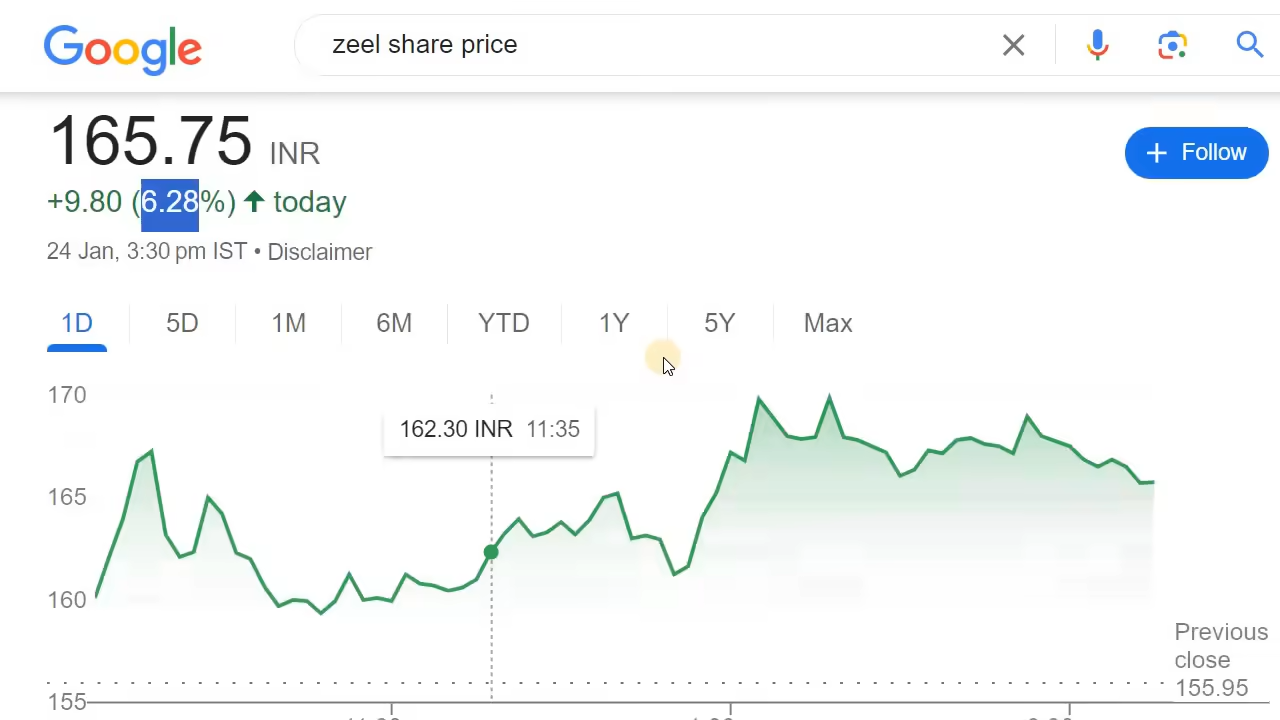 Google
zeel share price
165.75 INR
Follow
+9.80 (6.28%) today
24 Jan, 3:30 pm IST • Disclaimer
1D 5D 1M 6M YTD 1Y 5Y Max
170
162.30 INR 11:35
165
160
Previous
close
155.95
155